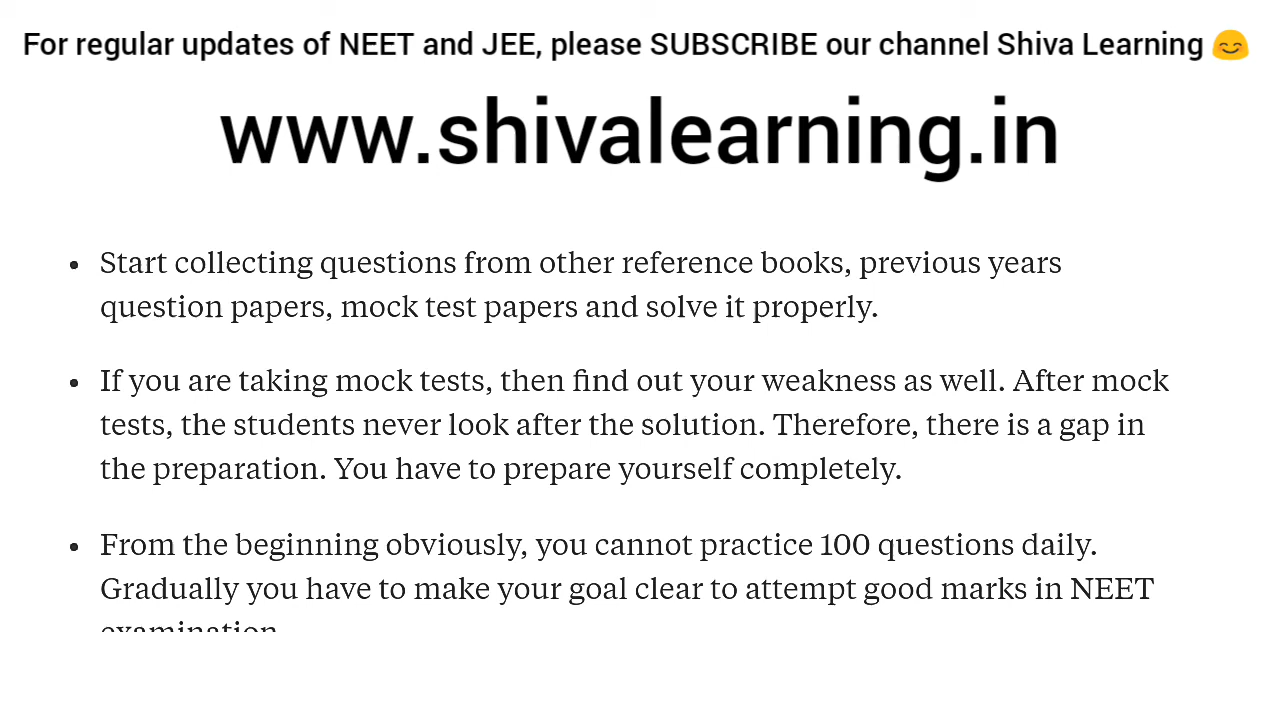 For regular updates of NEET and JEE, please SUBSCRIBE our channel Shiva Learning 😊
www.shivalearning.in
• Start collecting questions from other reference books, previous years
question papers, mock test papers and solve it properly.
• If you are taking mock tests, then find out your weakness as well. After mock
tests, the students never look after the solution. Therefore, there is a gap in
the preparation. You have to prepare yourself completely.
• From the beginning obviously, you cannot practice 100 questions daily.
Gradually you have to make your goal clear to attempt good marks in NEET
examination